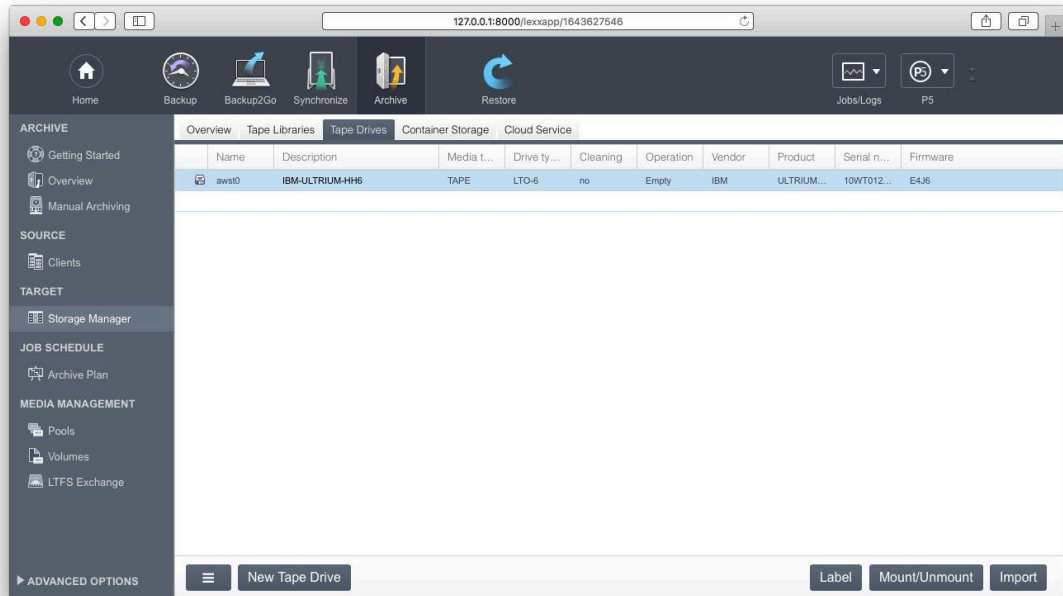 127.0.0.1:8000/lexxapp/1643627546
Home Backup Backup2Go Synchronize Archive Restore Jobs/Logs P5 P5
ARCHIVE
Getting Started
Overview
Manual Archiving
SOURCE
Clients
TARGET
Storage Manager
JOB SCHEDULE
Archive Plan
MEDIA MANAGEMENT
Pools
Volumes
LTFS Exchange
ADVANCED OPTIONS
Overview Tape Libraries Tape Drives Container Storage Cloud Service
Name Description Media t... Drive ty... Cleaning Operation Vendor Product Serial n... Firmware
awst0 IBM-ULTRIUM-HH6 TAPE LTO-6 no Empty IBM ULTRIUM... 10WT012... E4J6
New Tape Drive Label Mount/Unmount Import